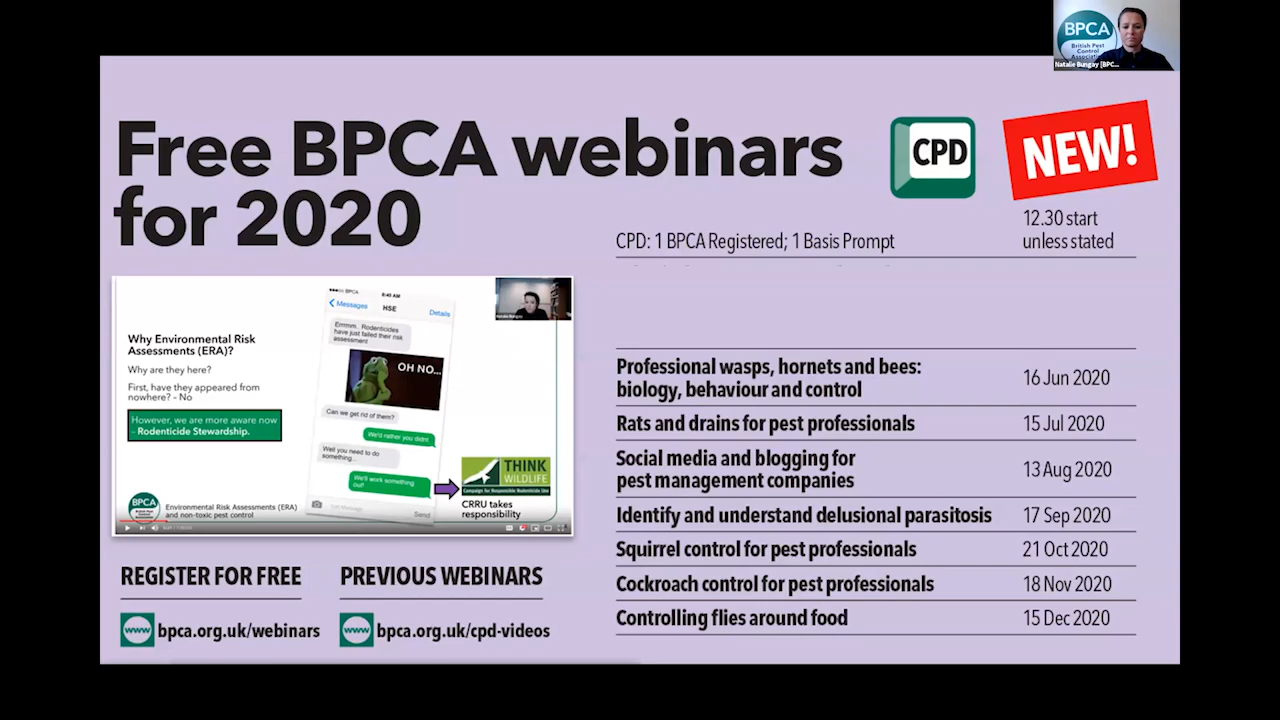 BPCA
British Pest
Control
Association
Natalie Bungay [BPC...
Free BPCA webinars
for 2020
CPD
NEW!
12.30 start
unless stated
CPD: 1 BPCA Registered; 1 Basis Prompt
Why Environmental Risk
Assessments (ERA)?
Why are they here?
First, have they appeared from
nowhere? – No
However, we are more aware now
– Rodenticide Stewardship.
BPCA
Environmental Risk Assessments (ERA)
and non-toxic pest control
BPCA
9:40 AM
Messages
HSE
Details
Emmm. Rodenticides
have just failed their risk
assessment
OH NO...
Can we get rid of them?
We'd rather you didn't
Well you need to do
something...
We'll work something
out!
Text Message
Send
THINK
WILDLIFE
Campaign for Responsible Rodenticide Use
CRRU takes
responsibility
Professional wasps, hornets and bees:
biology, behaviour and control
16 Jun 2020
Rats and drains for pest professionals
15 Jul 2020
Social media and blogging for
pest management companies
13 Aug 2020
Identify and understand delusional parasitosis
17 Sep 2020
Squirrel control for pest professionals
21 Oct 2020
Cockroach control for pest professionals
18 Nov 2020
Controlling flies around food
15 Dec 2020
REGISTER FOR FREE
www
bpca.org.uk/webinars
PREVIOUS WEBINARS
www
bpca.org.uk/cpd-videos